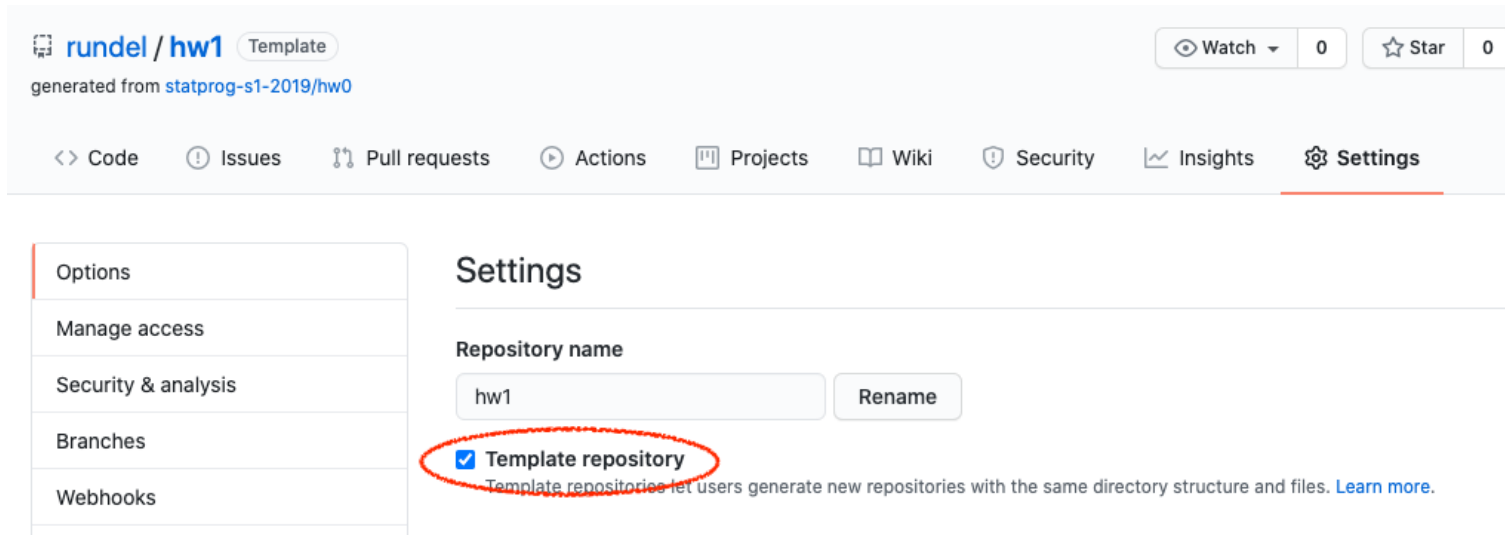 rundel / hw1 Template
Watch 0 Star 0
generated from statprog-s1-2019/hw0
Code Issues Pull requests Actions Projects Wiki Security Insights Settings
Options
Manage access
Security & analysis
Branches
Webhooks
Settings
Repository name
hw1 Rename
Template repository
Template repositories let users generate new repositories with the same directory structure and files. Learn more.